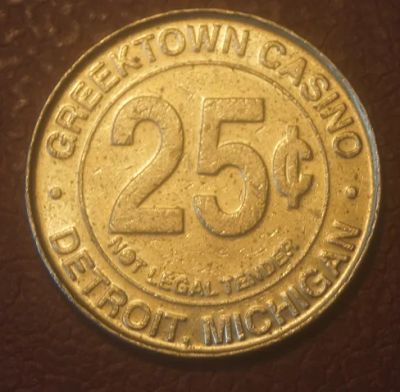 GREEKTOWN CASINO
25¢
NOT LEGAL TENDER
• DETROIT, MICHIGAN •